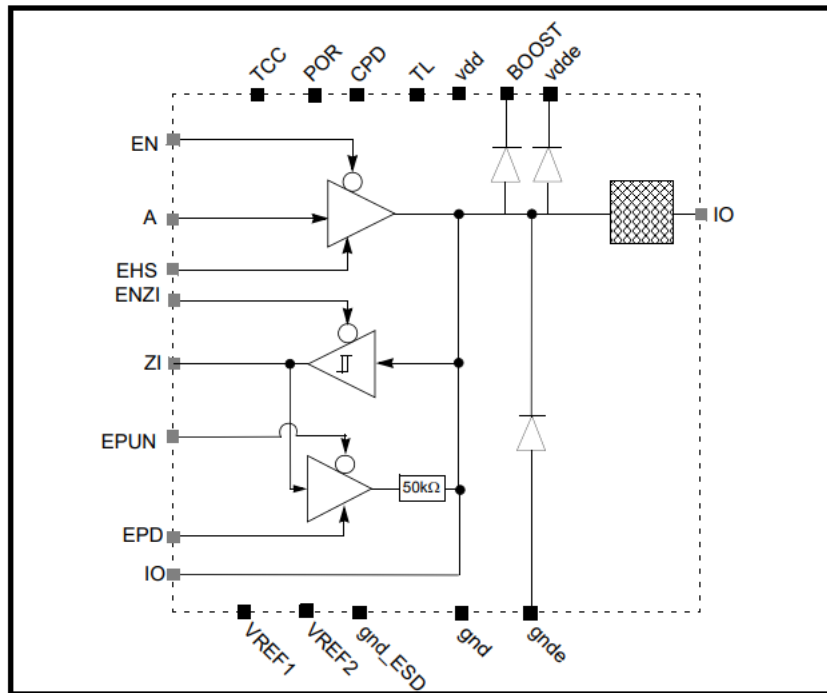 TCC
POR
CPD
TL
vdd
BOOST
vdde
EN
A
IO
EHS
ENZI
ZI
EPUN
50kΩ
EPD
IO
VREF1
VREF2
gnd_ESD
gnd
gnde